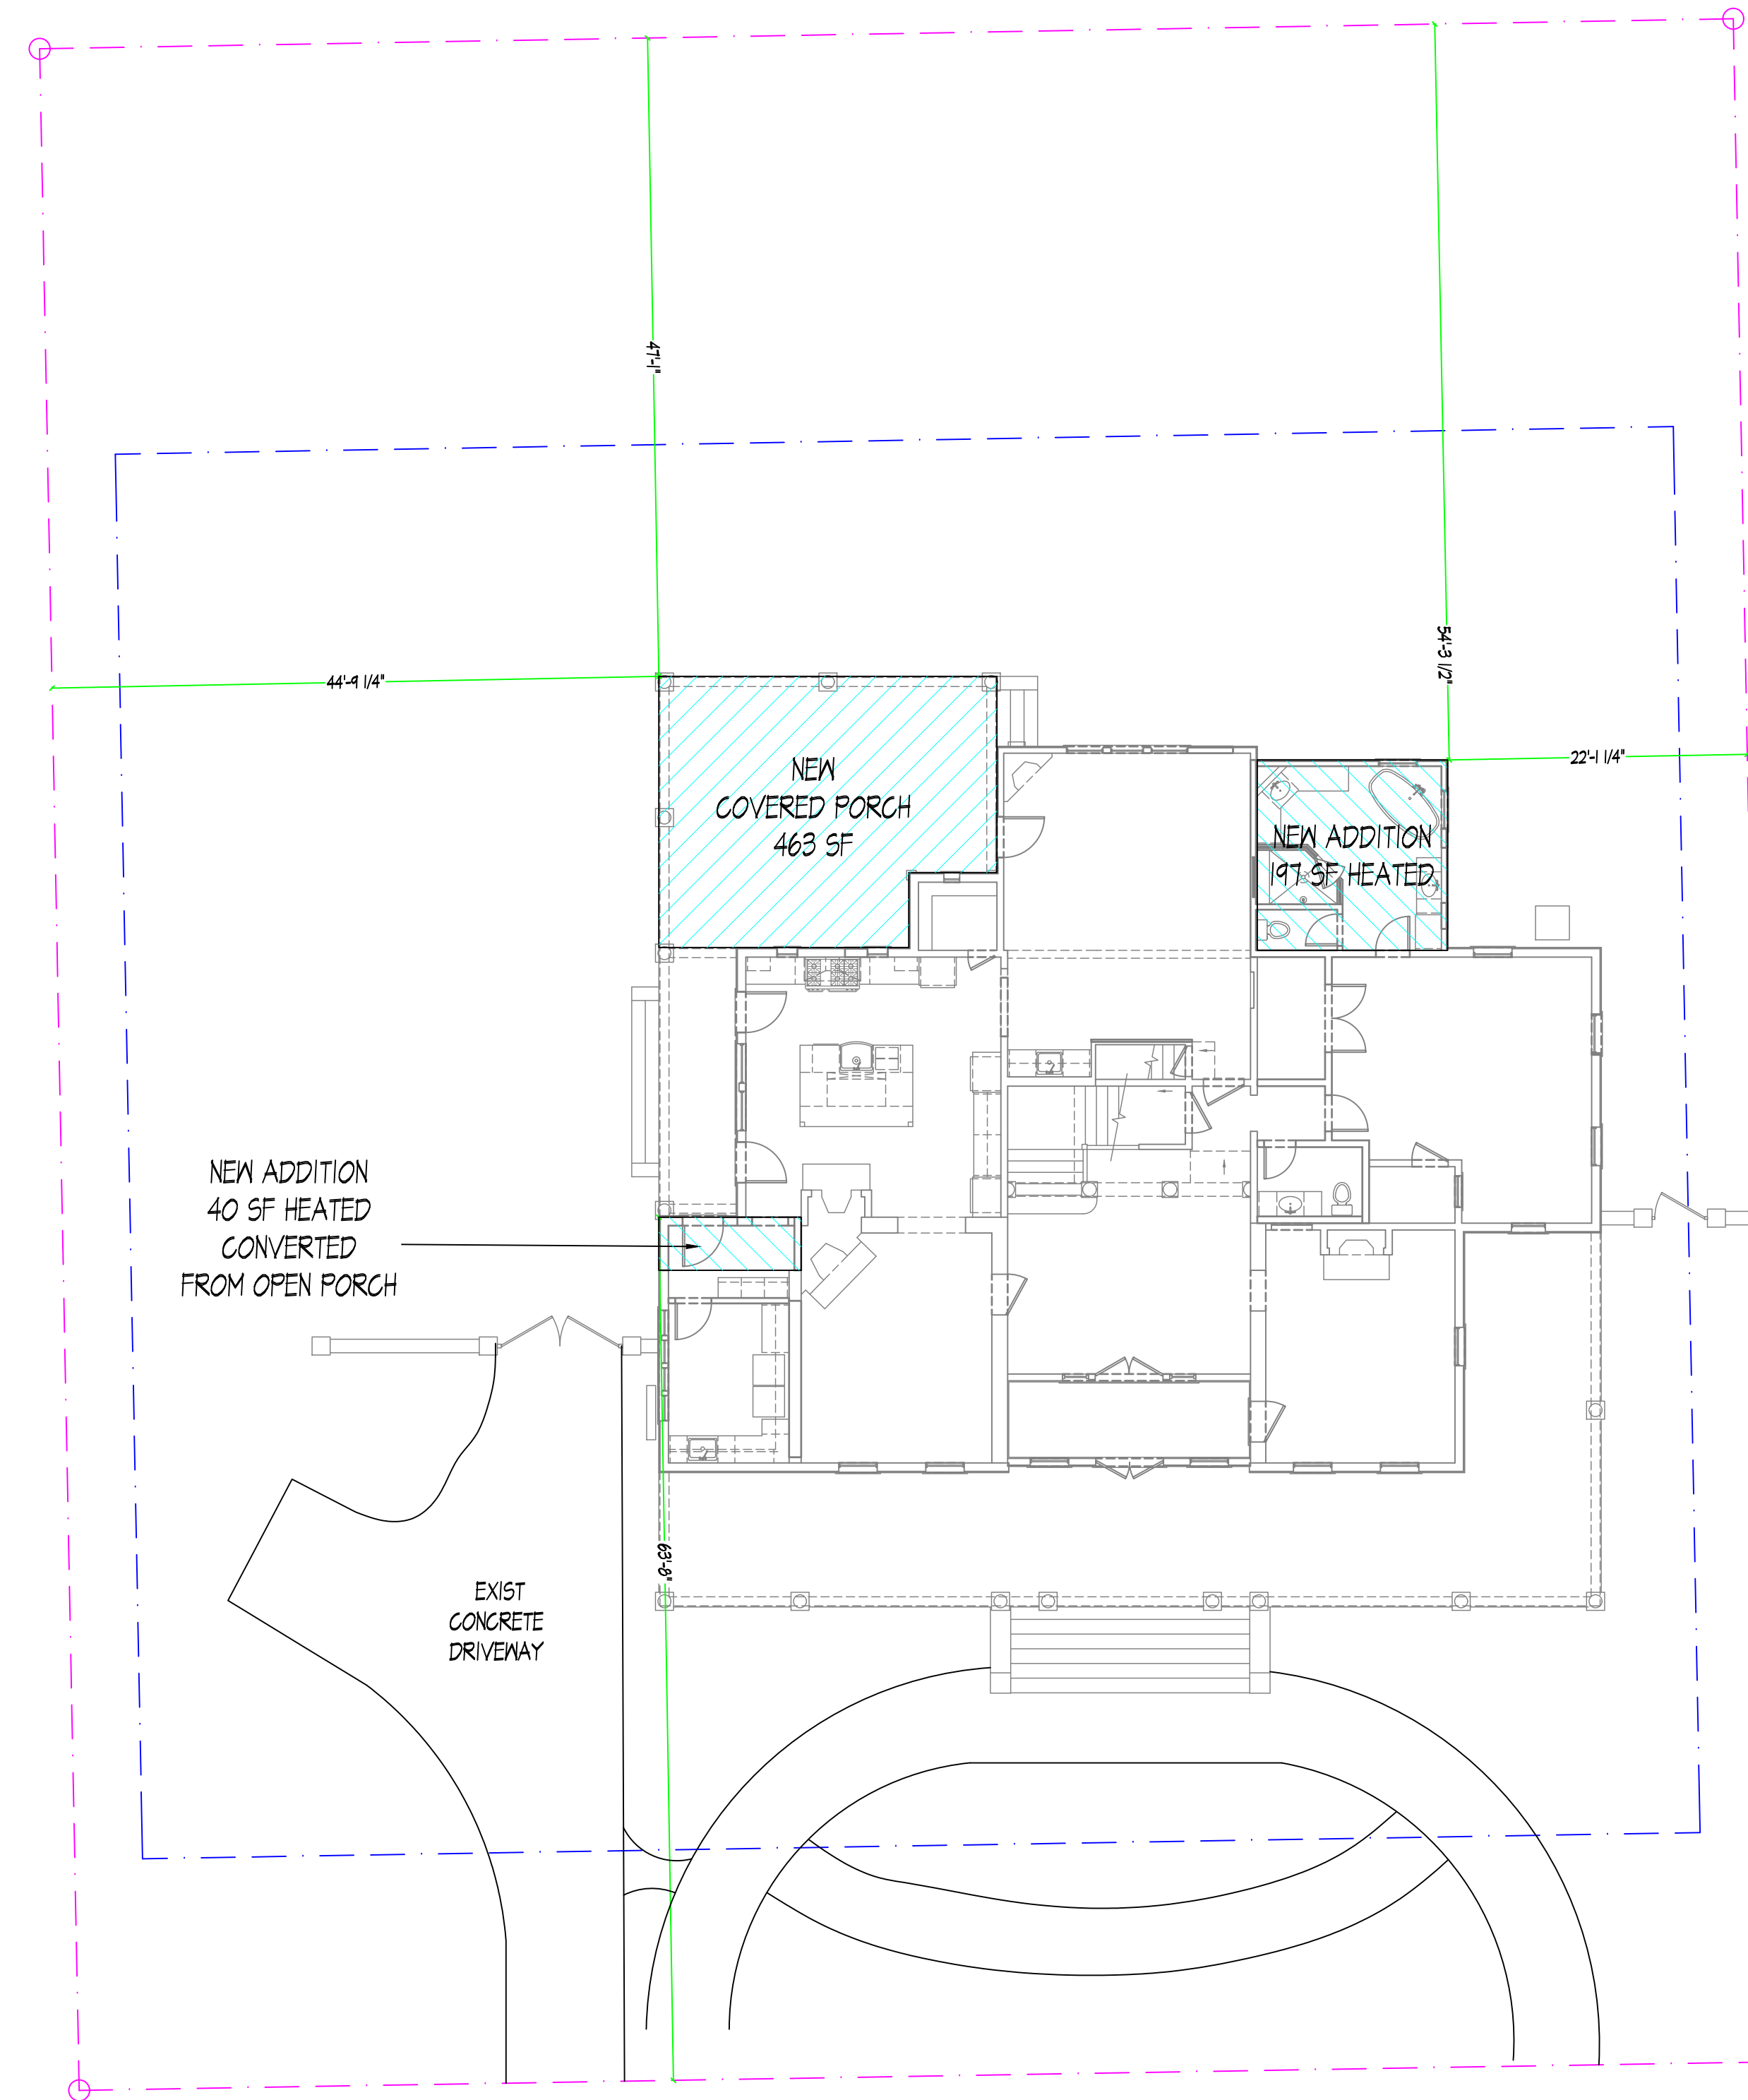 47'-1"
54'-3 1/2"
44'-9 1/4"
22'-1 1/4"
NEW
COVERED PORCH
463 SF
NEW ADDITION
197 SF HEATED
NEW ADDITION
40 SF HEATED
CONVERTED
FROM OPEN PORCH
63'-8"
EXIST
CONCRETE
DRIVEWAY